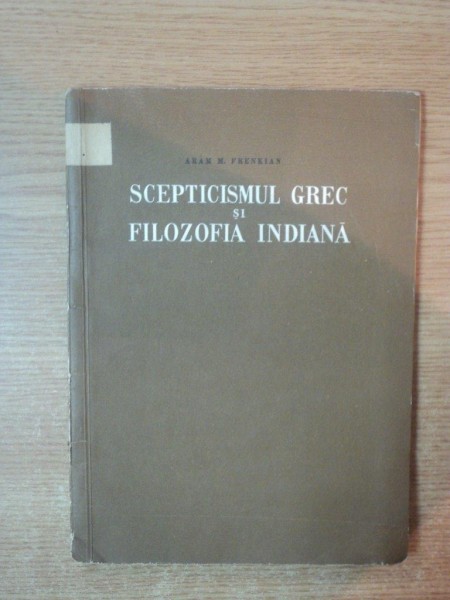 ARAM M. FRENKIAN
SCEPTICISMUL GREC
ȘI
FILOZOFIA INDIANĂ